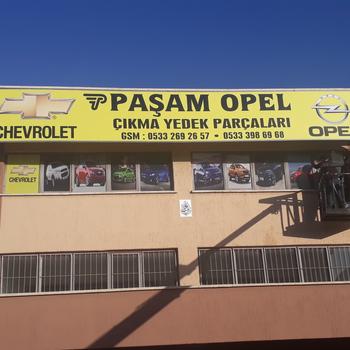 CHEVROLET
PAŞAM OPEL
ÇIKMA YEDEK PARÇALARI
GSM : 0533 269 26 57 • 0533 398 69 68
OPEL
CHEVROLET